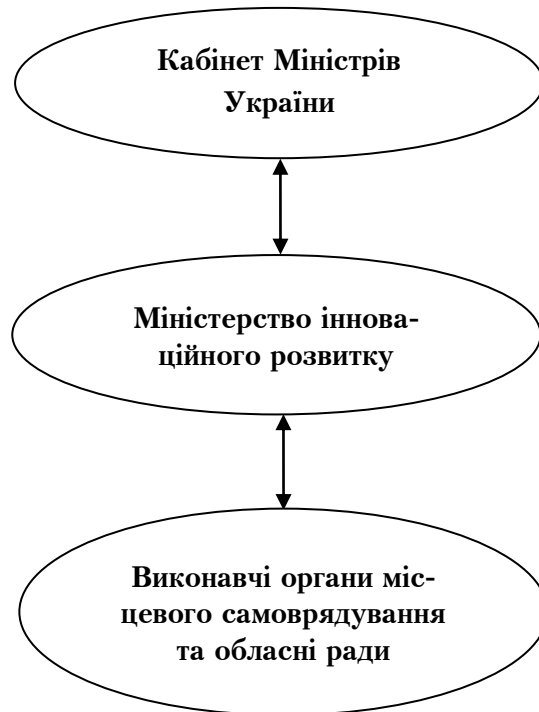 Кабінет Міністрів
України
Міністерство іннова-
ційного розвитку
Виконавчі органи міс-
цевого самоврядування
та обласні ради